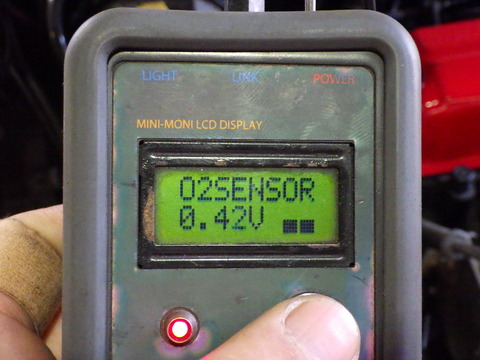 LIGHT LINK POWER
MINI-MONI LCD DISPLAY
O2SENSOR
0.42V